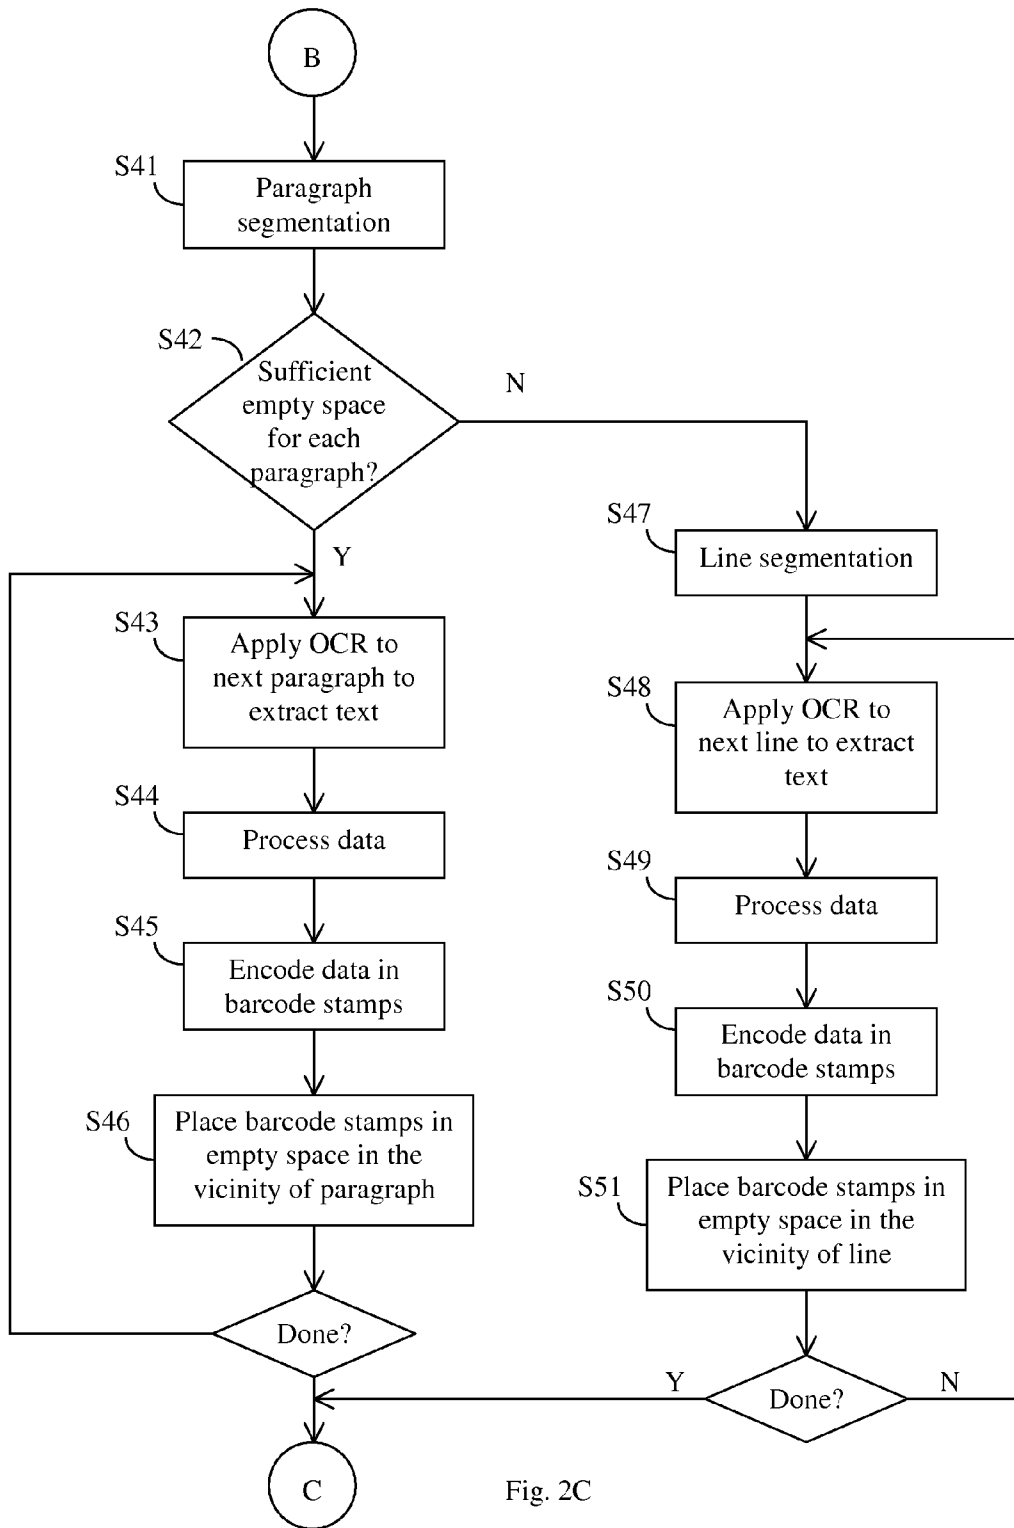 B
S41
Paragraph
segmentation
S42
Sufficient
empty space
for each
paragraph?
N
Y
S43
Apply OCR to
next paragraph to
extract text
S44
Process data
S45
Encode data in
barcode stamps
S46
Place barcode stamps in
empty space in the
vicinity of paragraph
Done?
S47
Line segmentation
S48
Apply OCR to
next line to extract
text
S49
Process data
S50
Encode data in
barcode stamps
S51
Place barcode stamps in
empty space in the
vicinity of line
Y
Done?
N
C
Fig. 2C